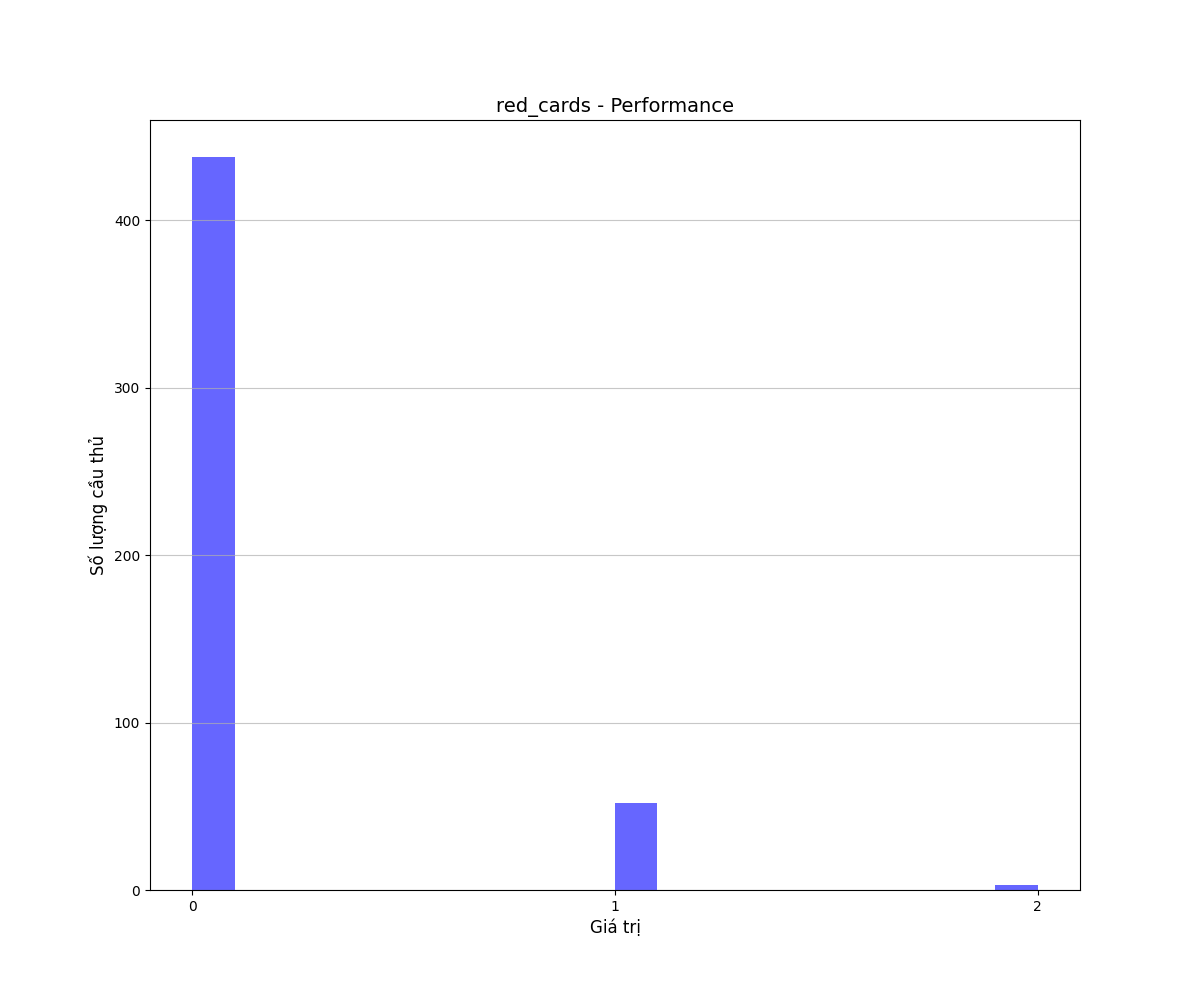 red_cards - Performance
400
300
200
100
0
Số lượng cầu thủ
0 1 2
Giá trị